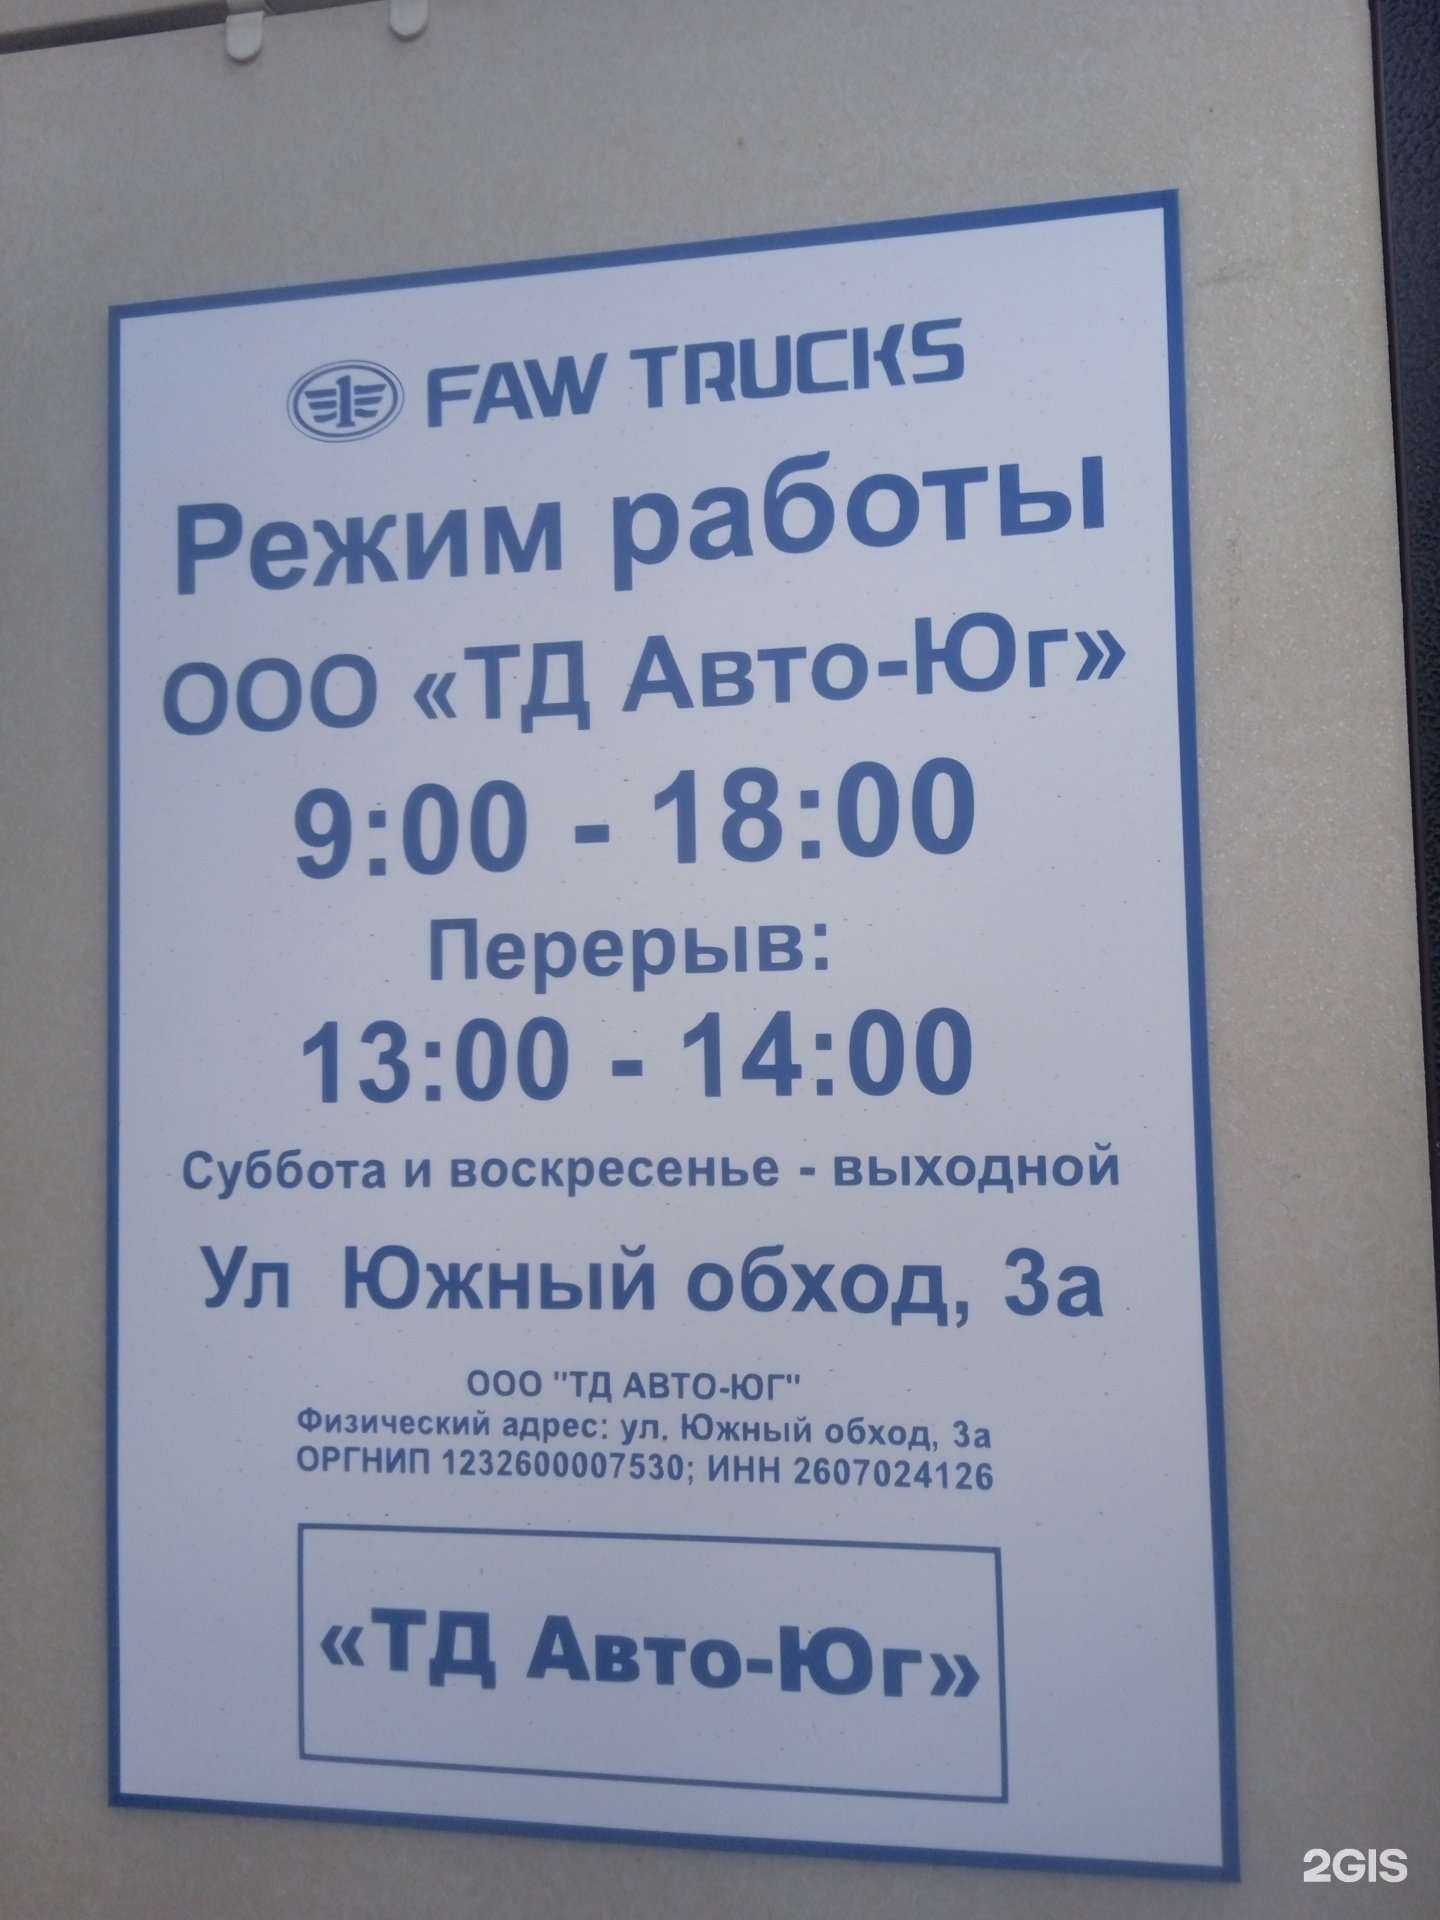 FAW TRUCKS
Режим работы
ООО «ТД Авто-Юг»
9:00 - 18:00
Перерыв:
13:00 - 14:00
Суббота и воскресенье - выходной
Ул Южный обход, 3а
ООО "ТД АВТО-ЮГ"
Физический адрес: ул. Южный обход, 3а
ОРГНИП 1232600007530; ИНН 2607024126
«ТД Авто-Юг»
2GIS